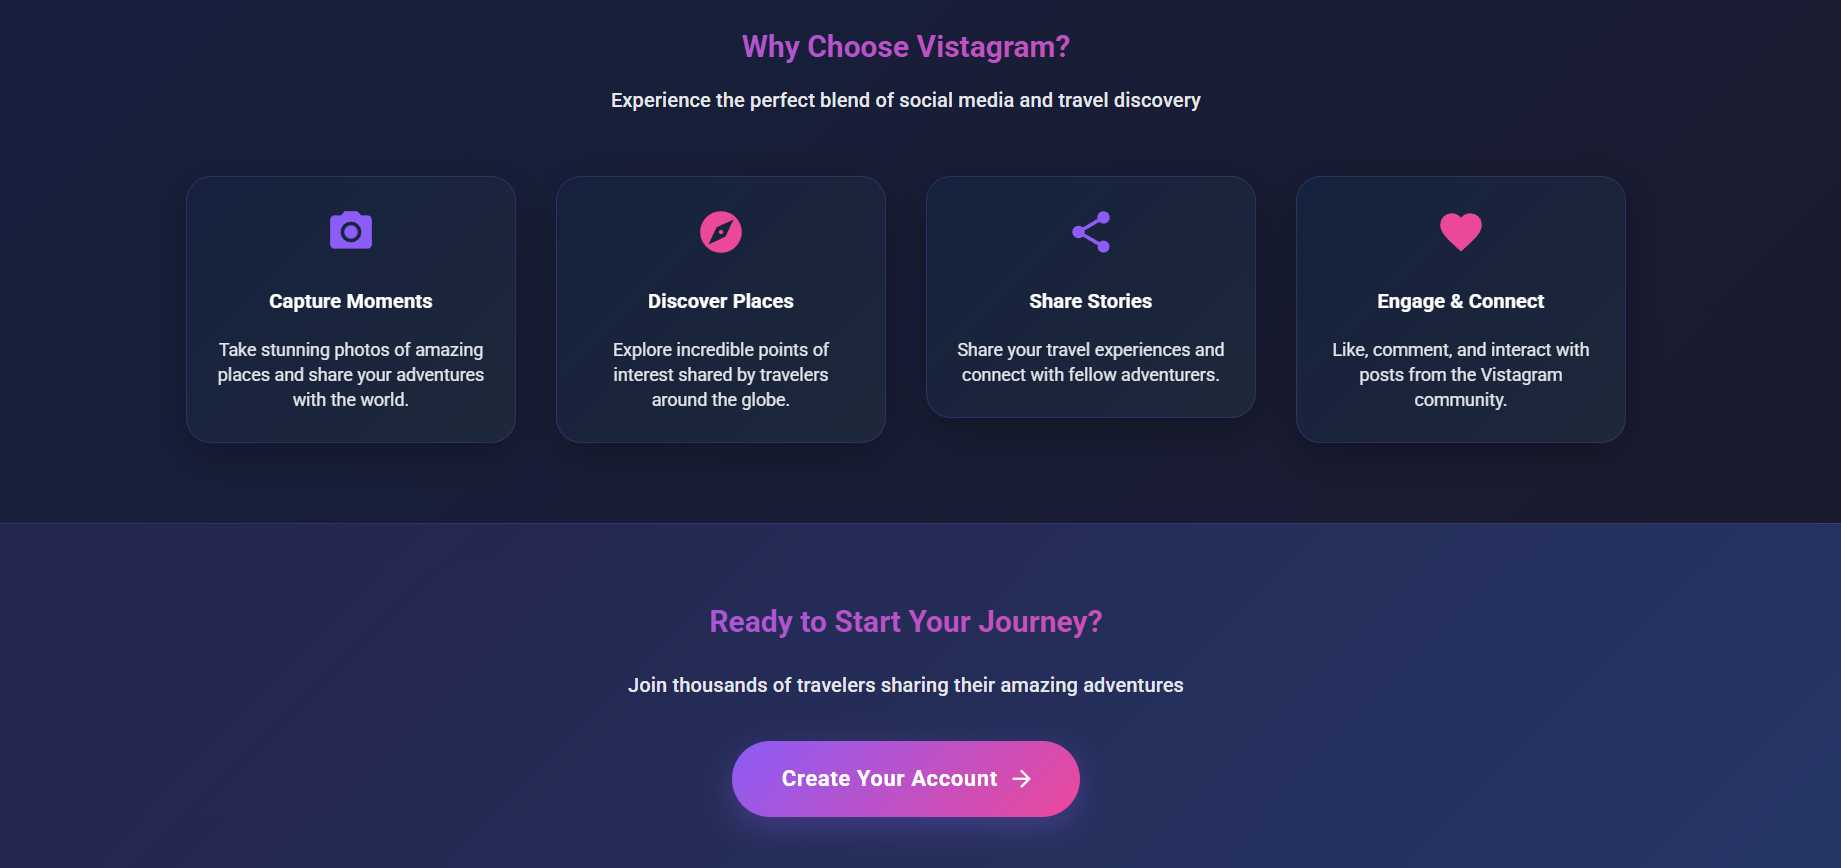 Why Choose Vistagram?
Experience the perfect blend of social media and travel discovery
Capture Moments
Take stunning photos of amazing
places and share your adventures
with the world.
Discover Places
Explore incredible points of
interest shared by travelers
around the globe.
Share Stories
Share your travel experiences and
connect with fellow adventurers.
Engage & Connect
Like, comment, and interact with
posts from the Vistagram
community.
Ready to Start Your Journey?
Join thousands of travelers sharing their amazing adventures
Create Your Account →